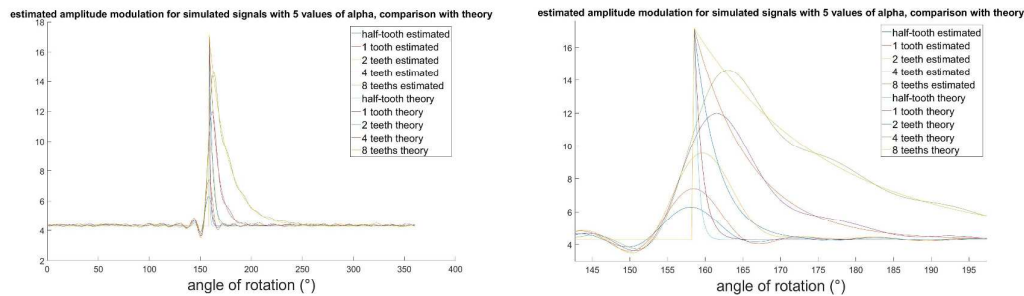 estimated amplitude modulation for simulated signals with 5 values of alpha, comparison with theory
18
16
14
12
10
8
6
4
2
0
50
100
150
200
250
300
350
400
angle of rotation (°)
half-tooth estimated
1 tooth estimated
2 teeth estimated
4 teeth estimated
8 teeths estimated
half-tooth theory
1 tooth theory
2 teeth theory
4 teeth theory
8 teeths theory
estimated amplitude modulation for simulated signals with 5 values of alpha, comparison with theory
16
14
12
10
8
6
4
145
150
155
160
165
170
175
180
185
190
195
angle of rotation (°)
half-tooth estimated
1 tooth estimated
2 teeth estimated
4 teeth estimated
8 teeths estimated
half-tooth theory
1 tooth theory
2 teeth theory
4 teeth theory
8 teeths theory